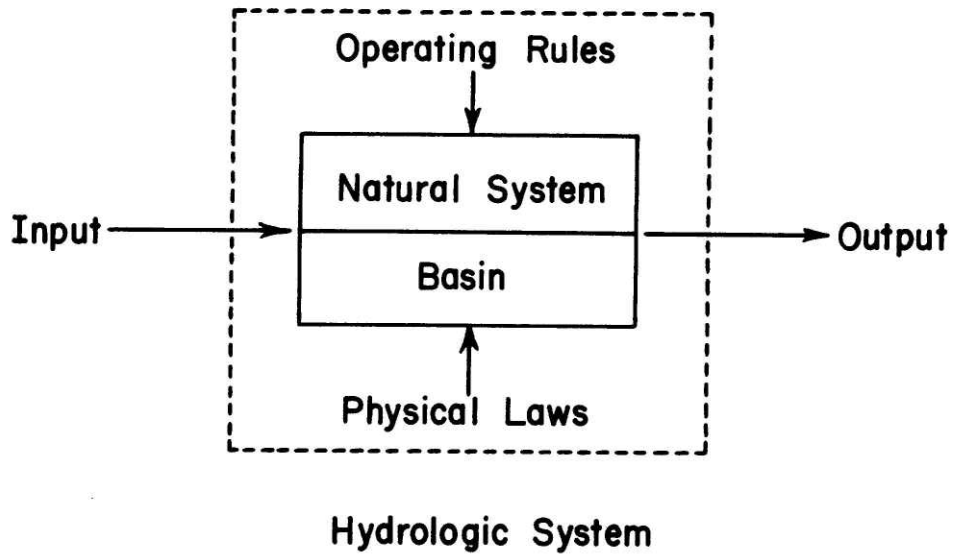 Operating Rules
Natural System
Input
Output
Basin
Physical Laws
Hydrologic System